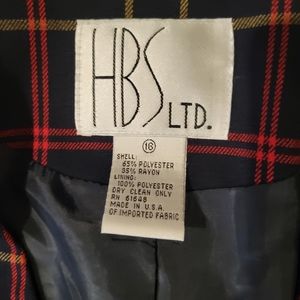 HBS LTD.
16
SHELL:
65% POLYESTER
35% RAYON
LINING:
100% POLYESTER
DRY CLEAN ONLY
RN 61648
MADE IN U.S.A.
OF IMPORTED FABRIC